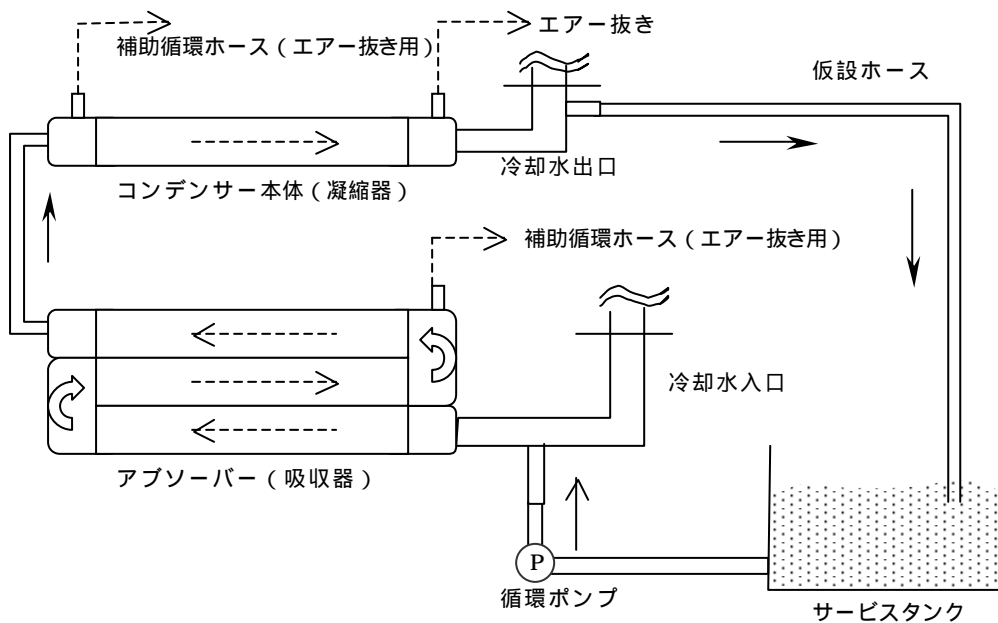 エアー抜き
補助循環ホース（エアー抜き用）
仮設ホース
冷却水出口
コンデンサー本体（凝縮器）
補助循環ホース（エアー抜き用）
冷却水入口
アブソーバー（吸収器）
P
循環ポンプ
サービスタンク